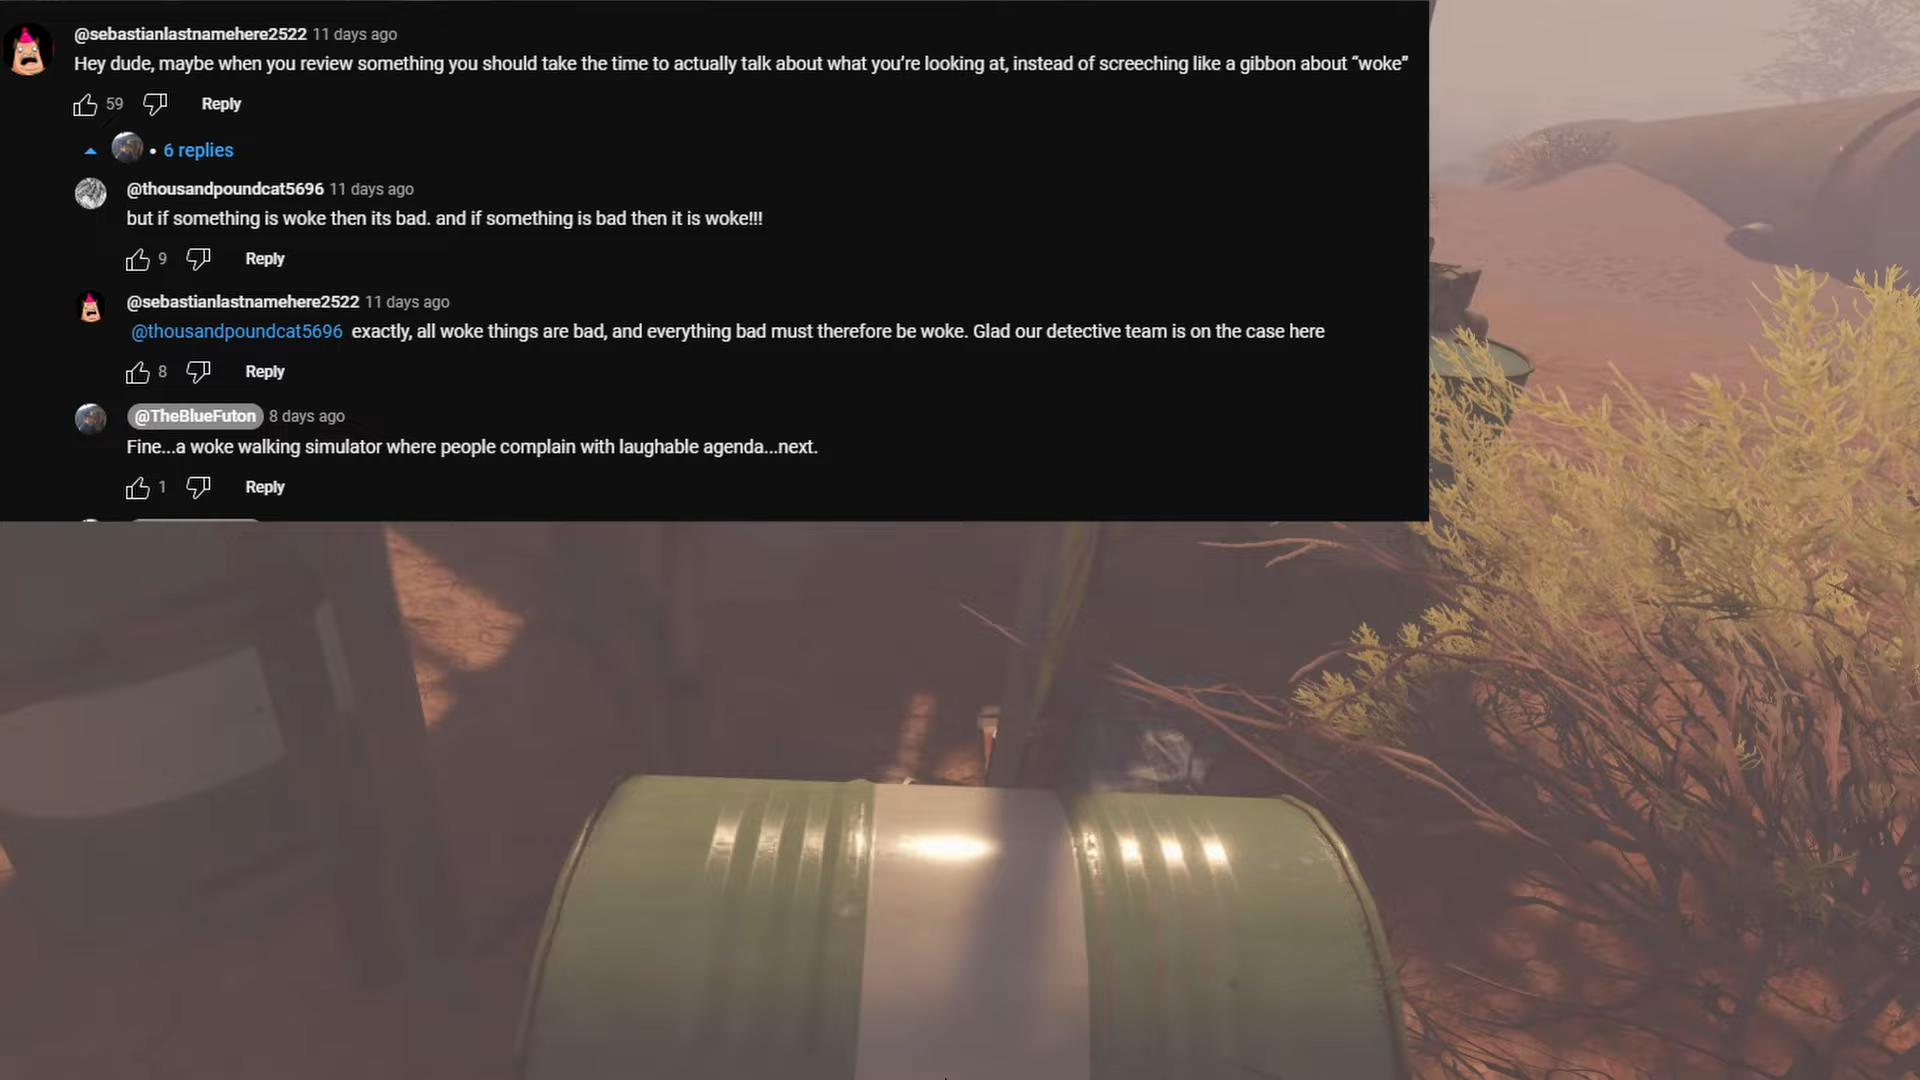 @sebastianlastnamehere2522 11 days ago
Hey dude, maybe when you review something you should take the time to actually talk about what you're looking at, instead of screeching like a gibbon about “woke”
59 Reply
• 6 replies
@thousandpoundcat5696 11 days ago
but if something is woke then its bad. and if something is bad then it is woke!!!
9 Reply
@sebastianlastnamehere2522 11 days ago
@thousandpoundcat5696 exactly, all woke things are bad, and everything bad must therefore be woke. Glad our detective team is on the case here
8 Reply
@TheBlueFuton 8 days ago
Fine...a woke walking simulator where people complain with laughable agenda...next.
1 Reply